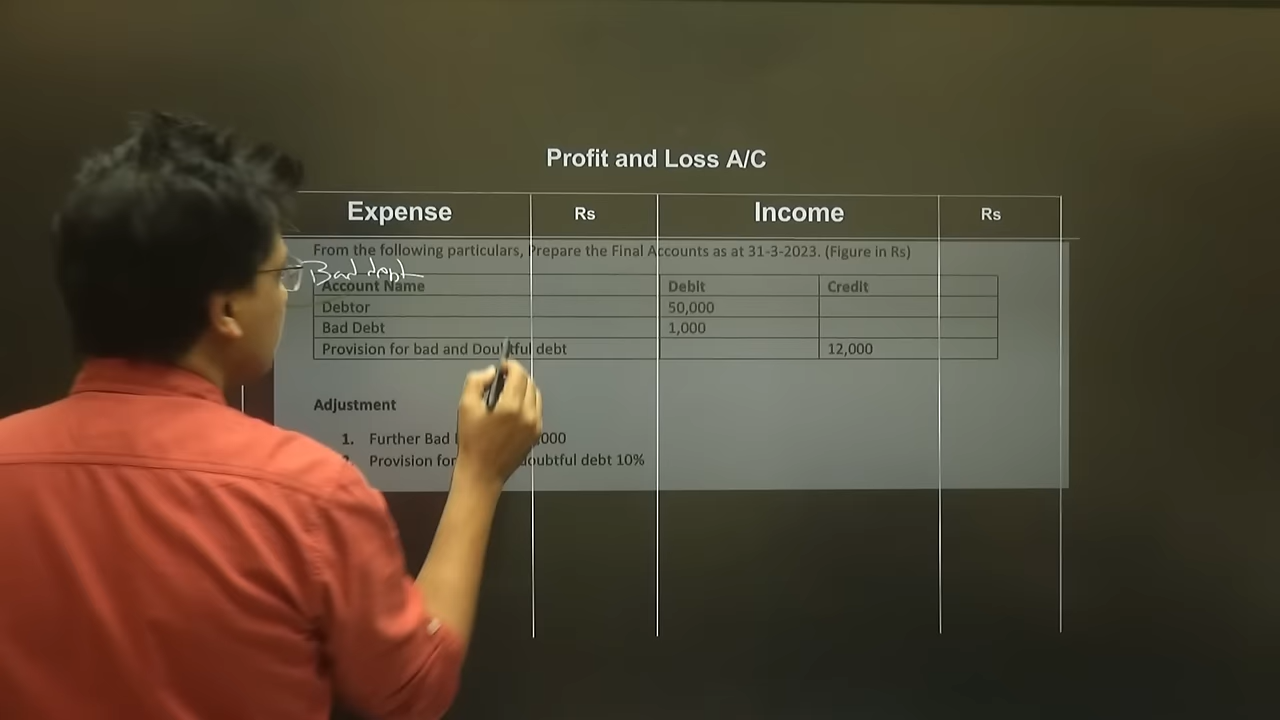 Profit and Loss A/C
Expense Rs Income Rs
From the following particulars, Prepare the Final Accounts as at 31-3-2023. (Figure in Rs)
Bad debt
Account Name Debit Credit
Debtor 50,000
Bad Debt 1,000
Provision for bad and Doubtful debt 12,000
Adjustment
1. Further Bad ,000
Provision for doubtful debt 10%